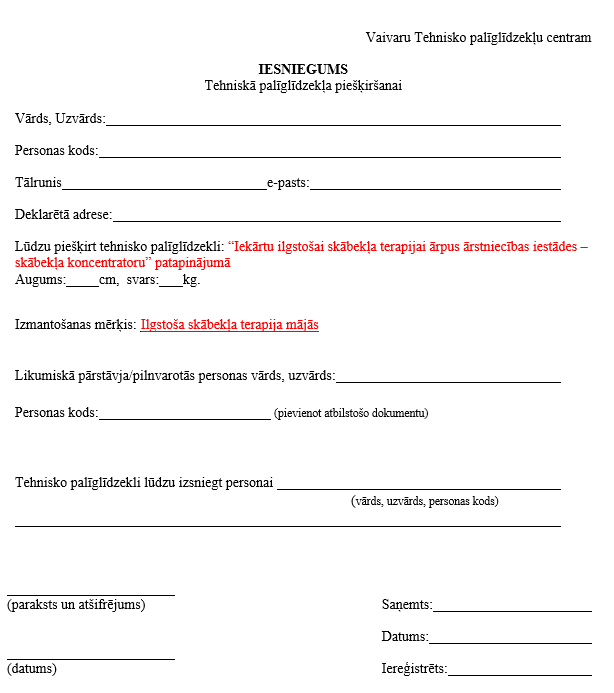 Vaivaru Tehnisko palīglīdzekļu centram
IESNIEGUMS
Tehniskā palīglīdzekļa piešķiršanai
Vārds, Uzvārds:
Personas kods:
Tālrunis e-pasts:
Deklarētā adrese:
Lūdzu piešķirt tehnisko palīglīdzekli: “Iekārtu ilgstošai skābekļa terapijai ārpus ārstniecības iestādes –
skābekļa koncentratoru” patapinājumā
Augums:_____cm, svars:___kg.
Izmantošanas mērķis: Ilgstoša skābekļa terapija mājās
Likumiskā pārstāvja/pilnvarotās personas vārds, uzvārds:
Personas kods: (pievienot atbilstošo dokumentu)
Tehnisko palīglīdzekli lūdzu izsniegt personai
(vārds, uzvārds, personas kods)
(paraksts un atšifrējums) Saņemts:
Datums:
(datums) Iereģistrēts: